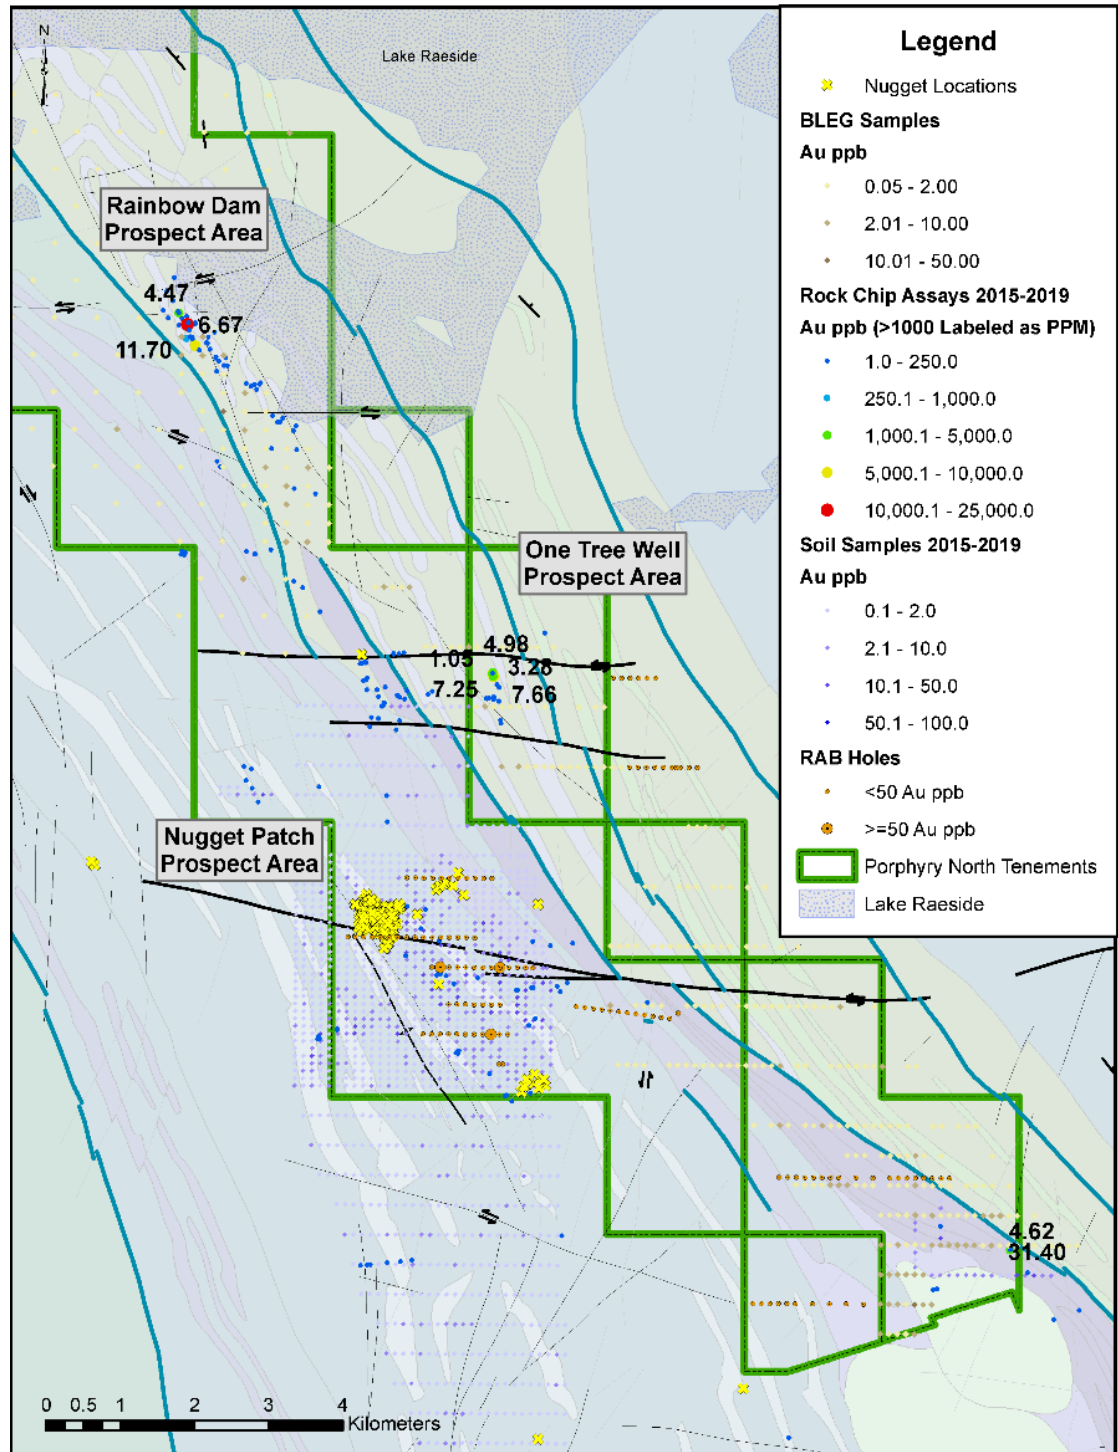 N
Lake Raeside
Rainbow Dam
Prospect Area
4.47
6.67
11.70
One Tree Well
Prospect Area
4.98
1.05
3.28
7.25
7.66
Nugget Patch
Prospect Area
4.62
31.40
0 0.5 1 2 3 4
Kilometers
Legend
Nugget Locations
BLEG Samples
Au ppb
0.05 - 2.00
2.01 - 10.00
10.01 - 50.00
Rock Chip Assays 2015-2019
Au ppb (>1000 Labeled as PPM)
1.0 - 250.0
250.1 - 1,000.0
1,000.1 - 5,000.0
5,000.1 - 10,000.0
10,000.1 - 25,000.0
Soil Samples 2015-2019
Au ppb
0.1 - 2.0
2.1 - 10.0
10.1 - 50.0
50.1 - 100.0
RAB Holes
<50 Au ppb
>=50 Au ppb
Porphyry North Tenements
Lake Raeside